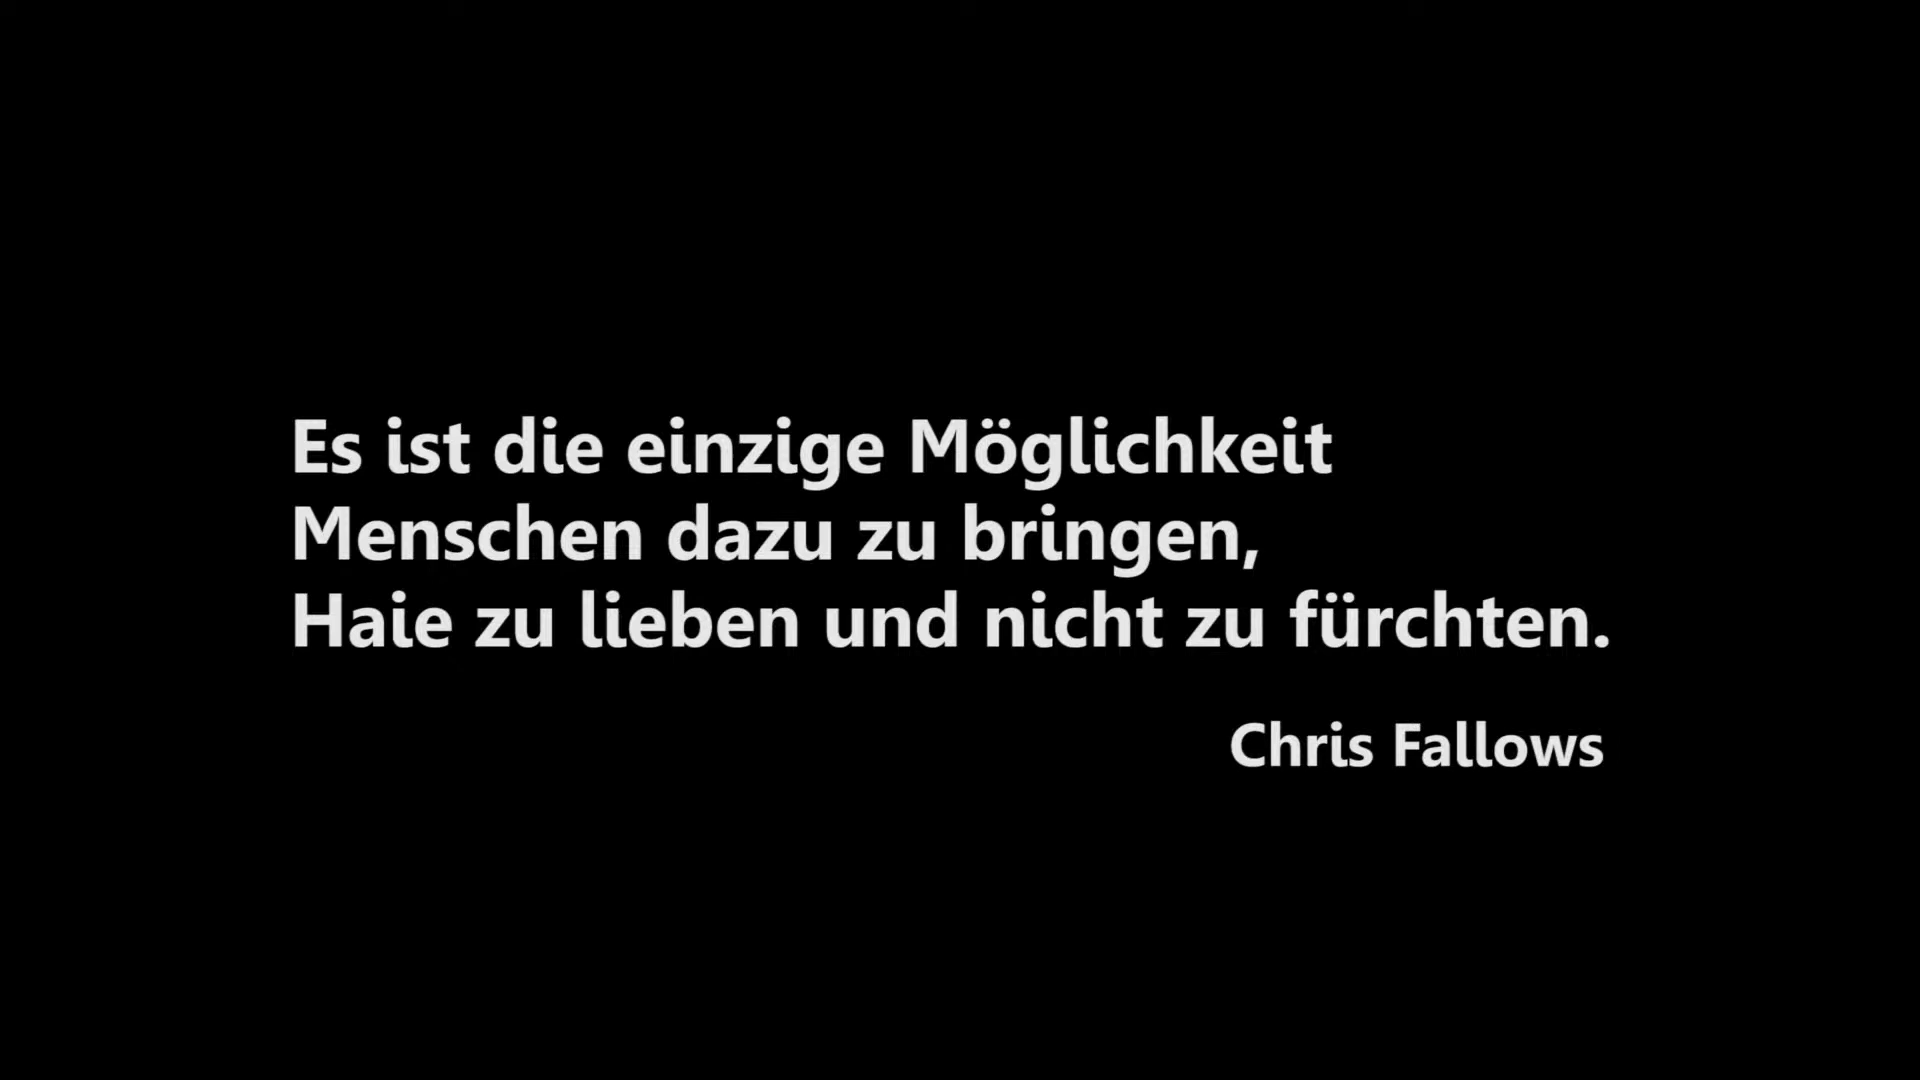 Es ist die einzige Möglichkeit
Menschen dazu zu bringen,
Haie zu lieben und nicht zu fürchten.
Chris Fallows